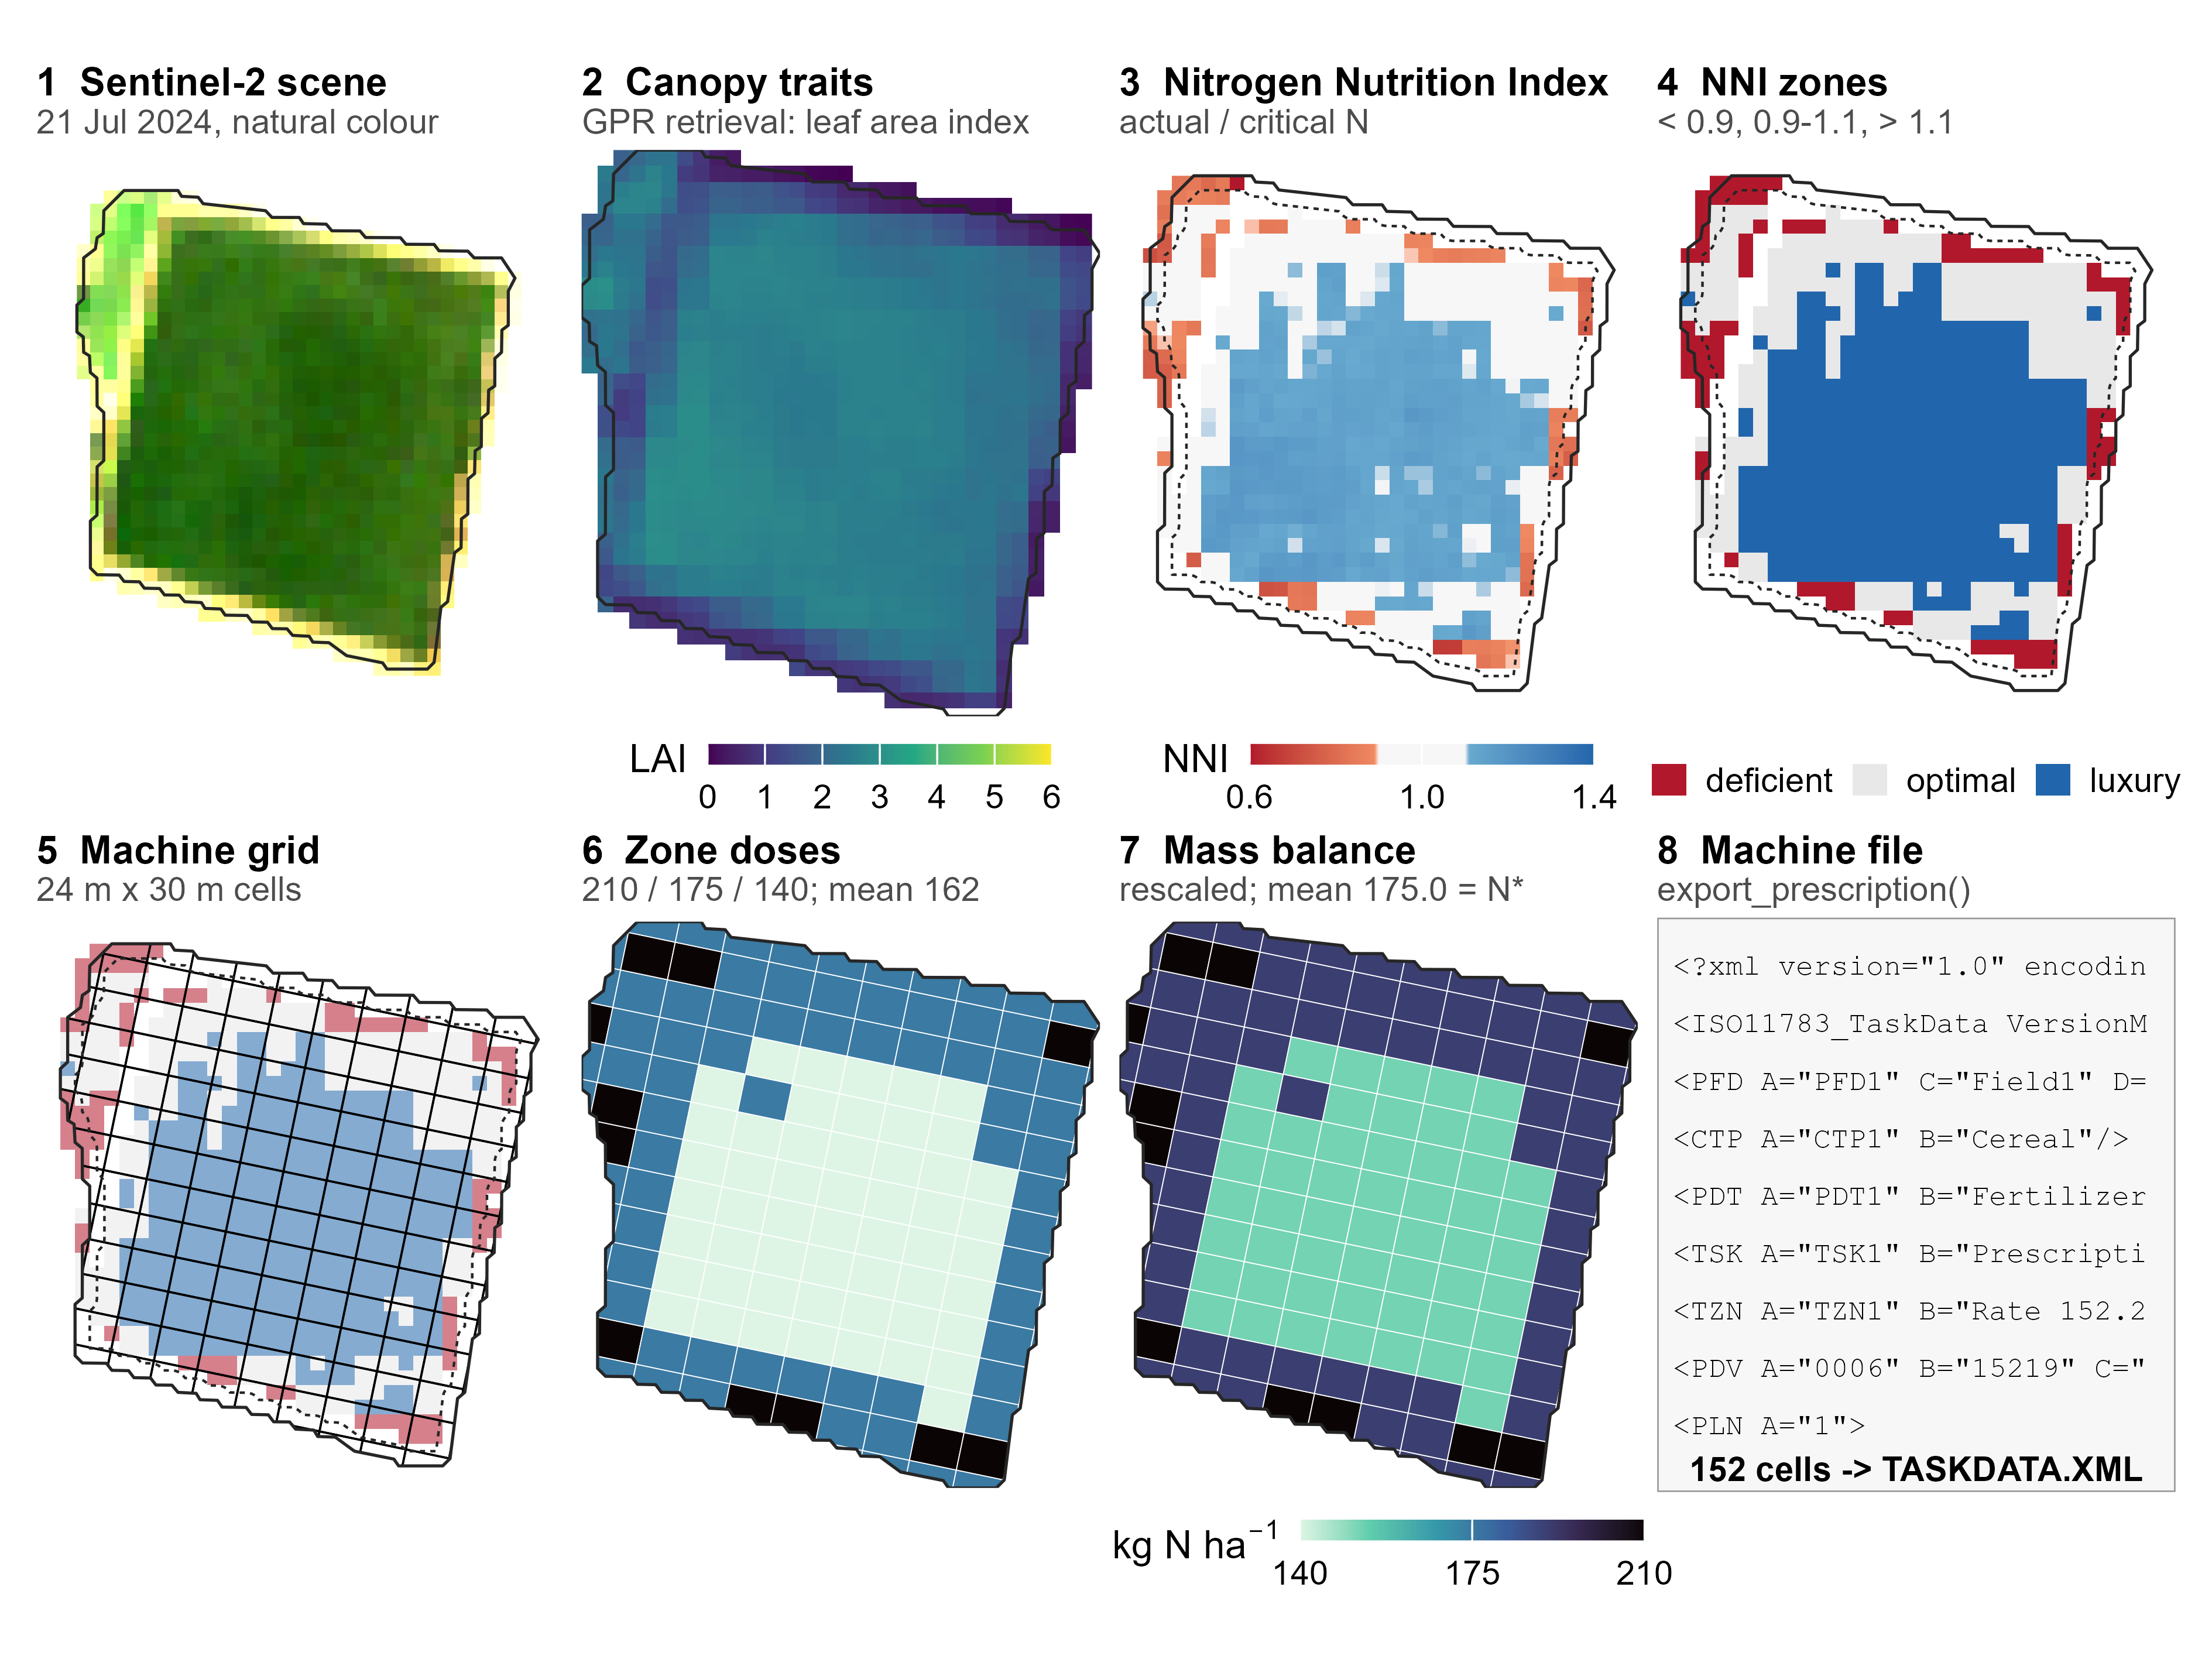 1 Sentinel-2 scene
21 Jul 2024, natural colour
2 Canopy traits
GPR retrieval: leaf area index
3 Nitrogen Nutrition Index
actual / critical N
4 NNI zones
< 0.9, 0.9-1.1, > 1.1
LAI
0 1 2 3 4 5 6
NNI
0.6 1.0 1.4
deficient optimal luxury
5 Machine grid
24 m x 30 m cells
6 Zone doses
210 / 175 / 140; mean 162
7 Mass balance
rescaled; mean 175.0 = N*
8 Machine file
export_prescription()
<?xml version="1.0" encodin
<ISO11783_TaskData VersionM
<PFD A="PFD1" C="Field1" D=
<CTP A="CTP1" B="Cereal"/>
<PDT A="PDT1" B="Fertilizer
<TSK A="TSK1" B="Prescripti
<TZN A="TZN1" B="Rate 152.2
<PDV A="0006" B="15219" C="
<PLN A="1">
152 cells -> TASKDATA.XML
kg N ha⁻¹
140 175 210